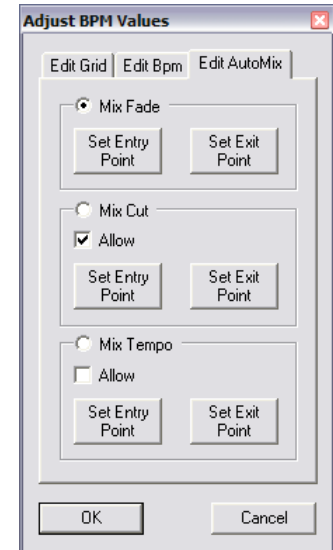 Adjust BPM Values
Edit Grid Edit Bpm Edit AutoMix
Mix Fade
Set Entry Set Exit
Point Point
Mix Cut
Allow
Set Entry Set Exit
Point Point
Mix Tempo
Allow
Set Entry Set Exit
Point Point
OK Cancel